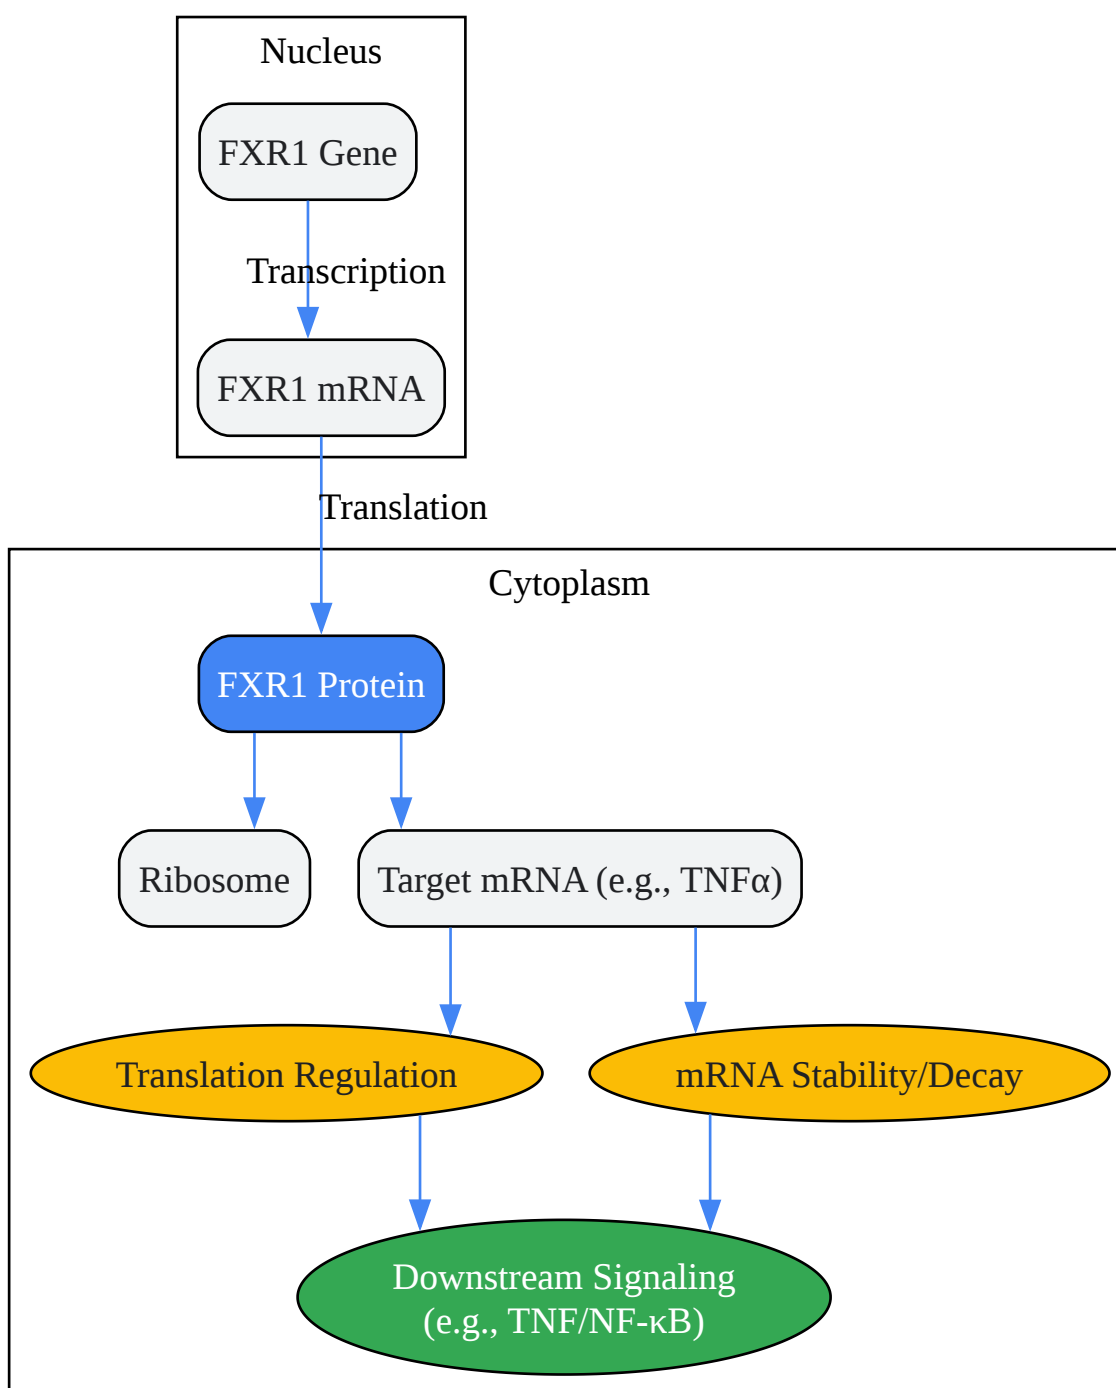 Nucleus
FXR1 Gene
Transcription
FXR1 mRNA
Translation
Cytoplasm
FXR1 Protein
Ribosome
Target mRNA (e.g., TNFα)
Translation Regulation
mRNA Stability/Decay
Downstream Signaling
(e.g., TNF/NF-κB)